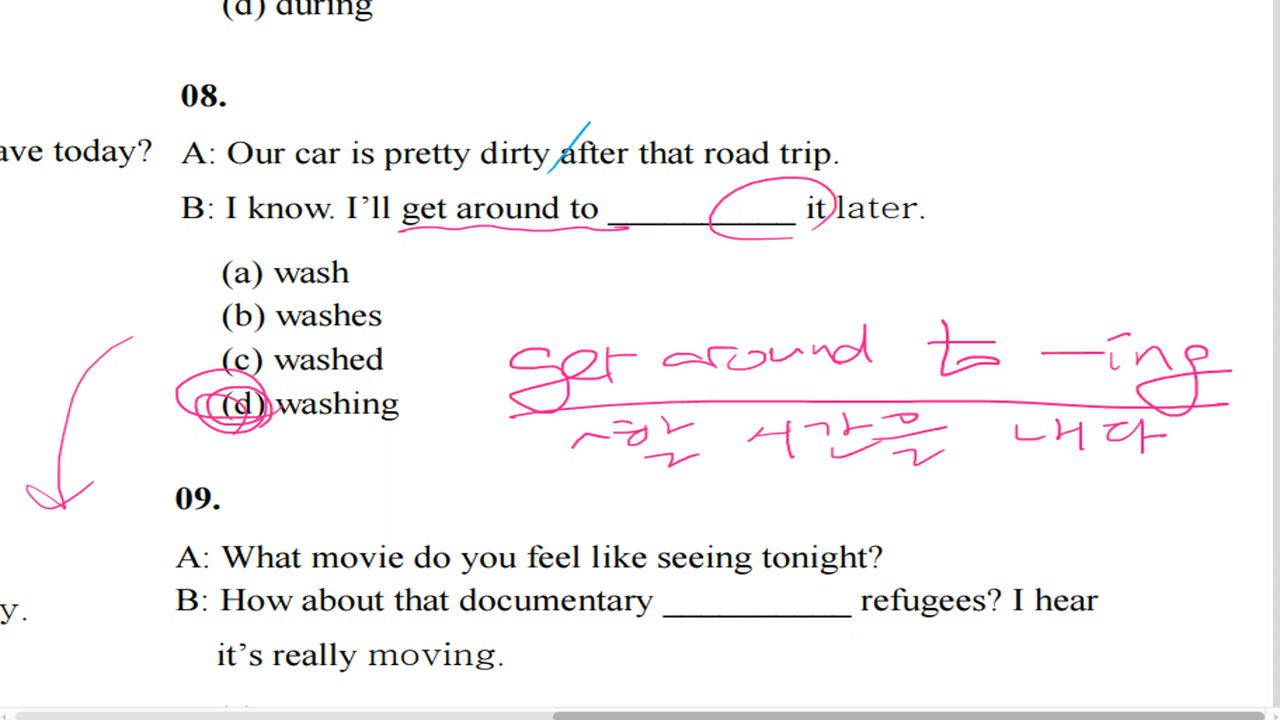 (d) during
08.
ave today?
A: Our car is pretty dirty after that road trip.
B: I know. I'll get around to __________ it later.
(a) wash
(b) washes
(c) washed
(d) washing
get around to -ing
~할 시간을 내다
09.
A: What movie do you feel like seeing tonight?
B: How about that documentary __________ refugees? I hear
y.
it's really moving.